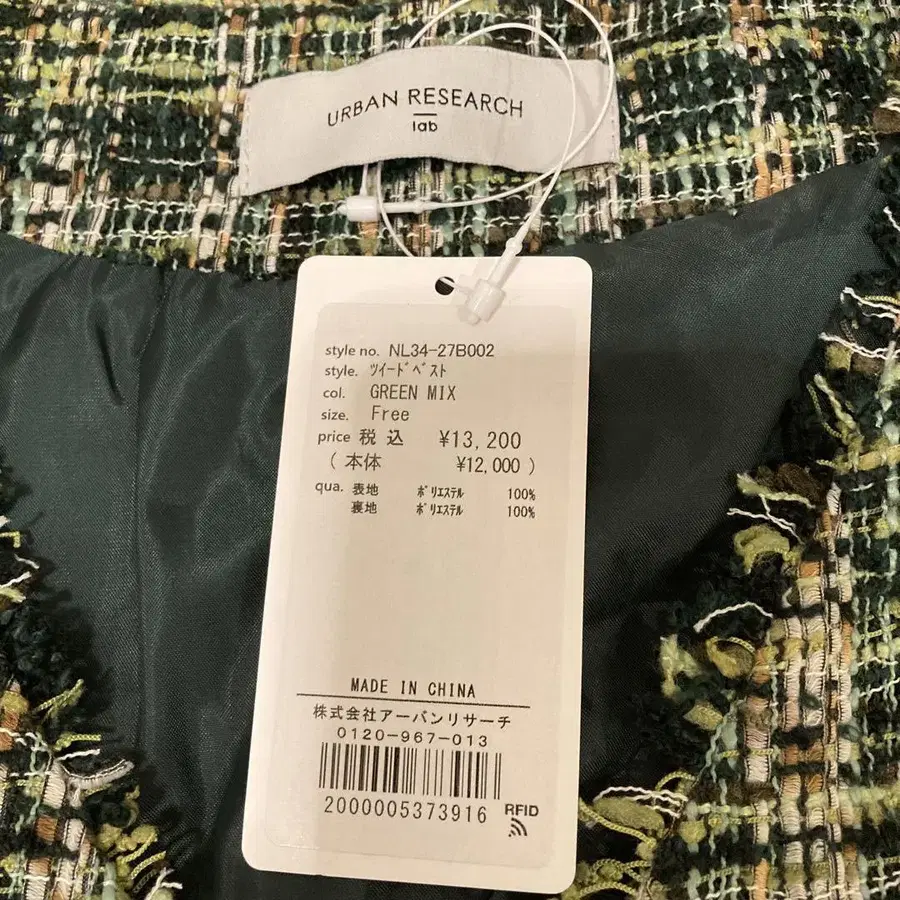 URBAN RESEARCH
lab
style no. NL34-27B002
style. ﾂｲｰﾄﾞﾍﾞｽﾄ
col. GREEN MIX
size. Free
price 税込 ¥13,200
(本体 ¥12,000)
qua. 表地 ﾎﾟﾘｴｽﾃﾙ 100%
裏地 ﾎﾟﾘｴｽﾃﾙ 100%
MADE IN CHINA
株式会社アーバンリサーチ
0120-967-013
2000005373916
RFID